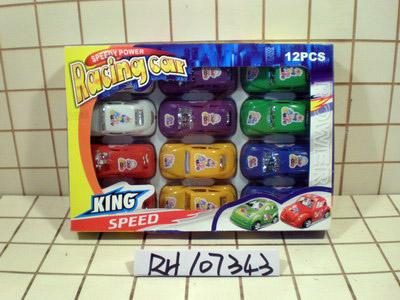 SPEEDY POWER
12PCS
Racing car
KING
SPEED
RH107343